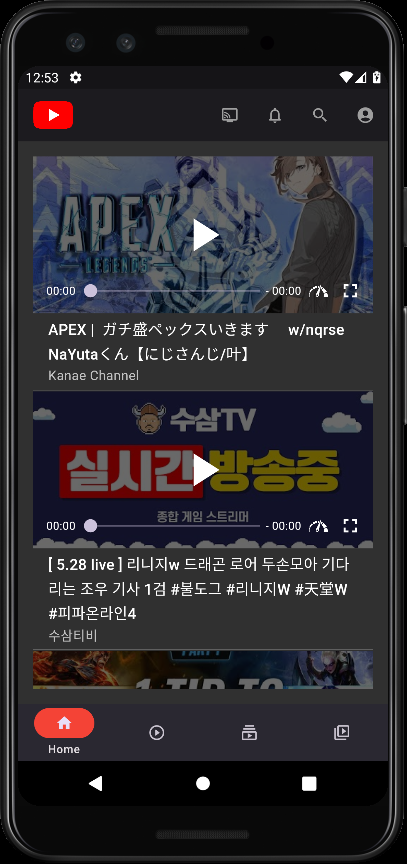 12:53
APEX
LEGENDS
00:00
- 00:00
APEX | ガチ盛ペックスいきます w/nqrse
NaYutaくん【にじさんじ/叶】
Kanae Channel
수삼TV
실시간 방송중
종합 게임 스트리머
00:00
- 00:00
[ 5.28 live ] 리니지w 드래곤 로어 두손모아 기다
리는 조우 기사 1검 #불도그 #리니지W #天堂W
#피파온라인4
수삼티비
1 TIP TO
Home